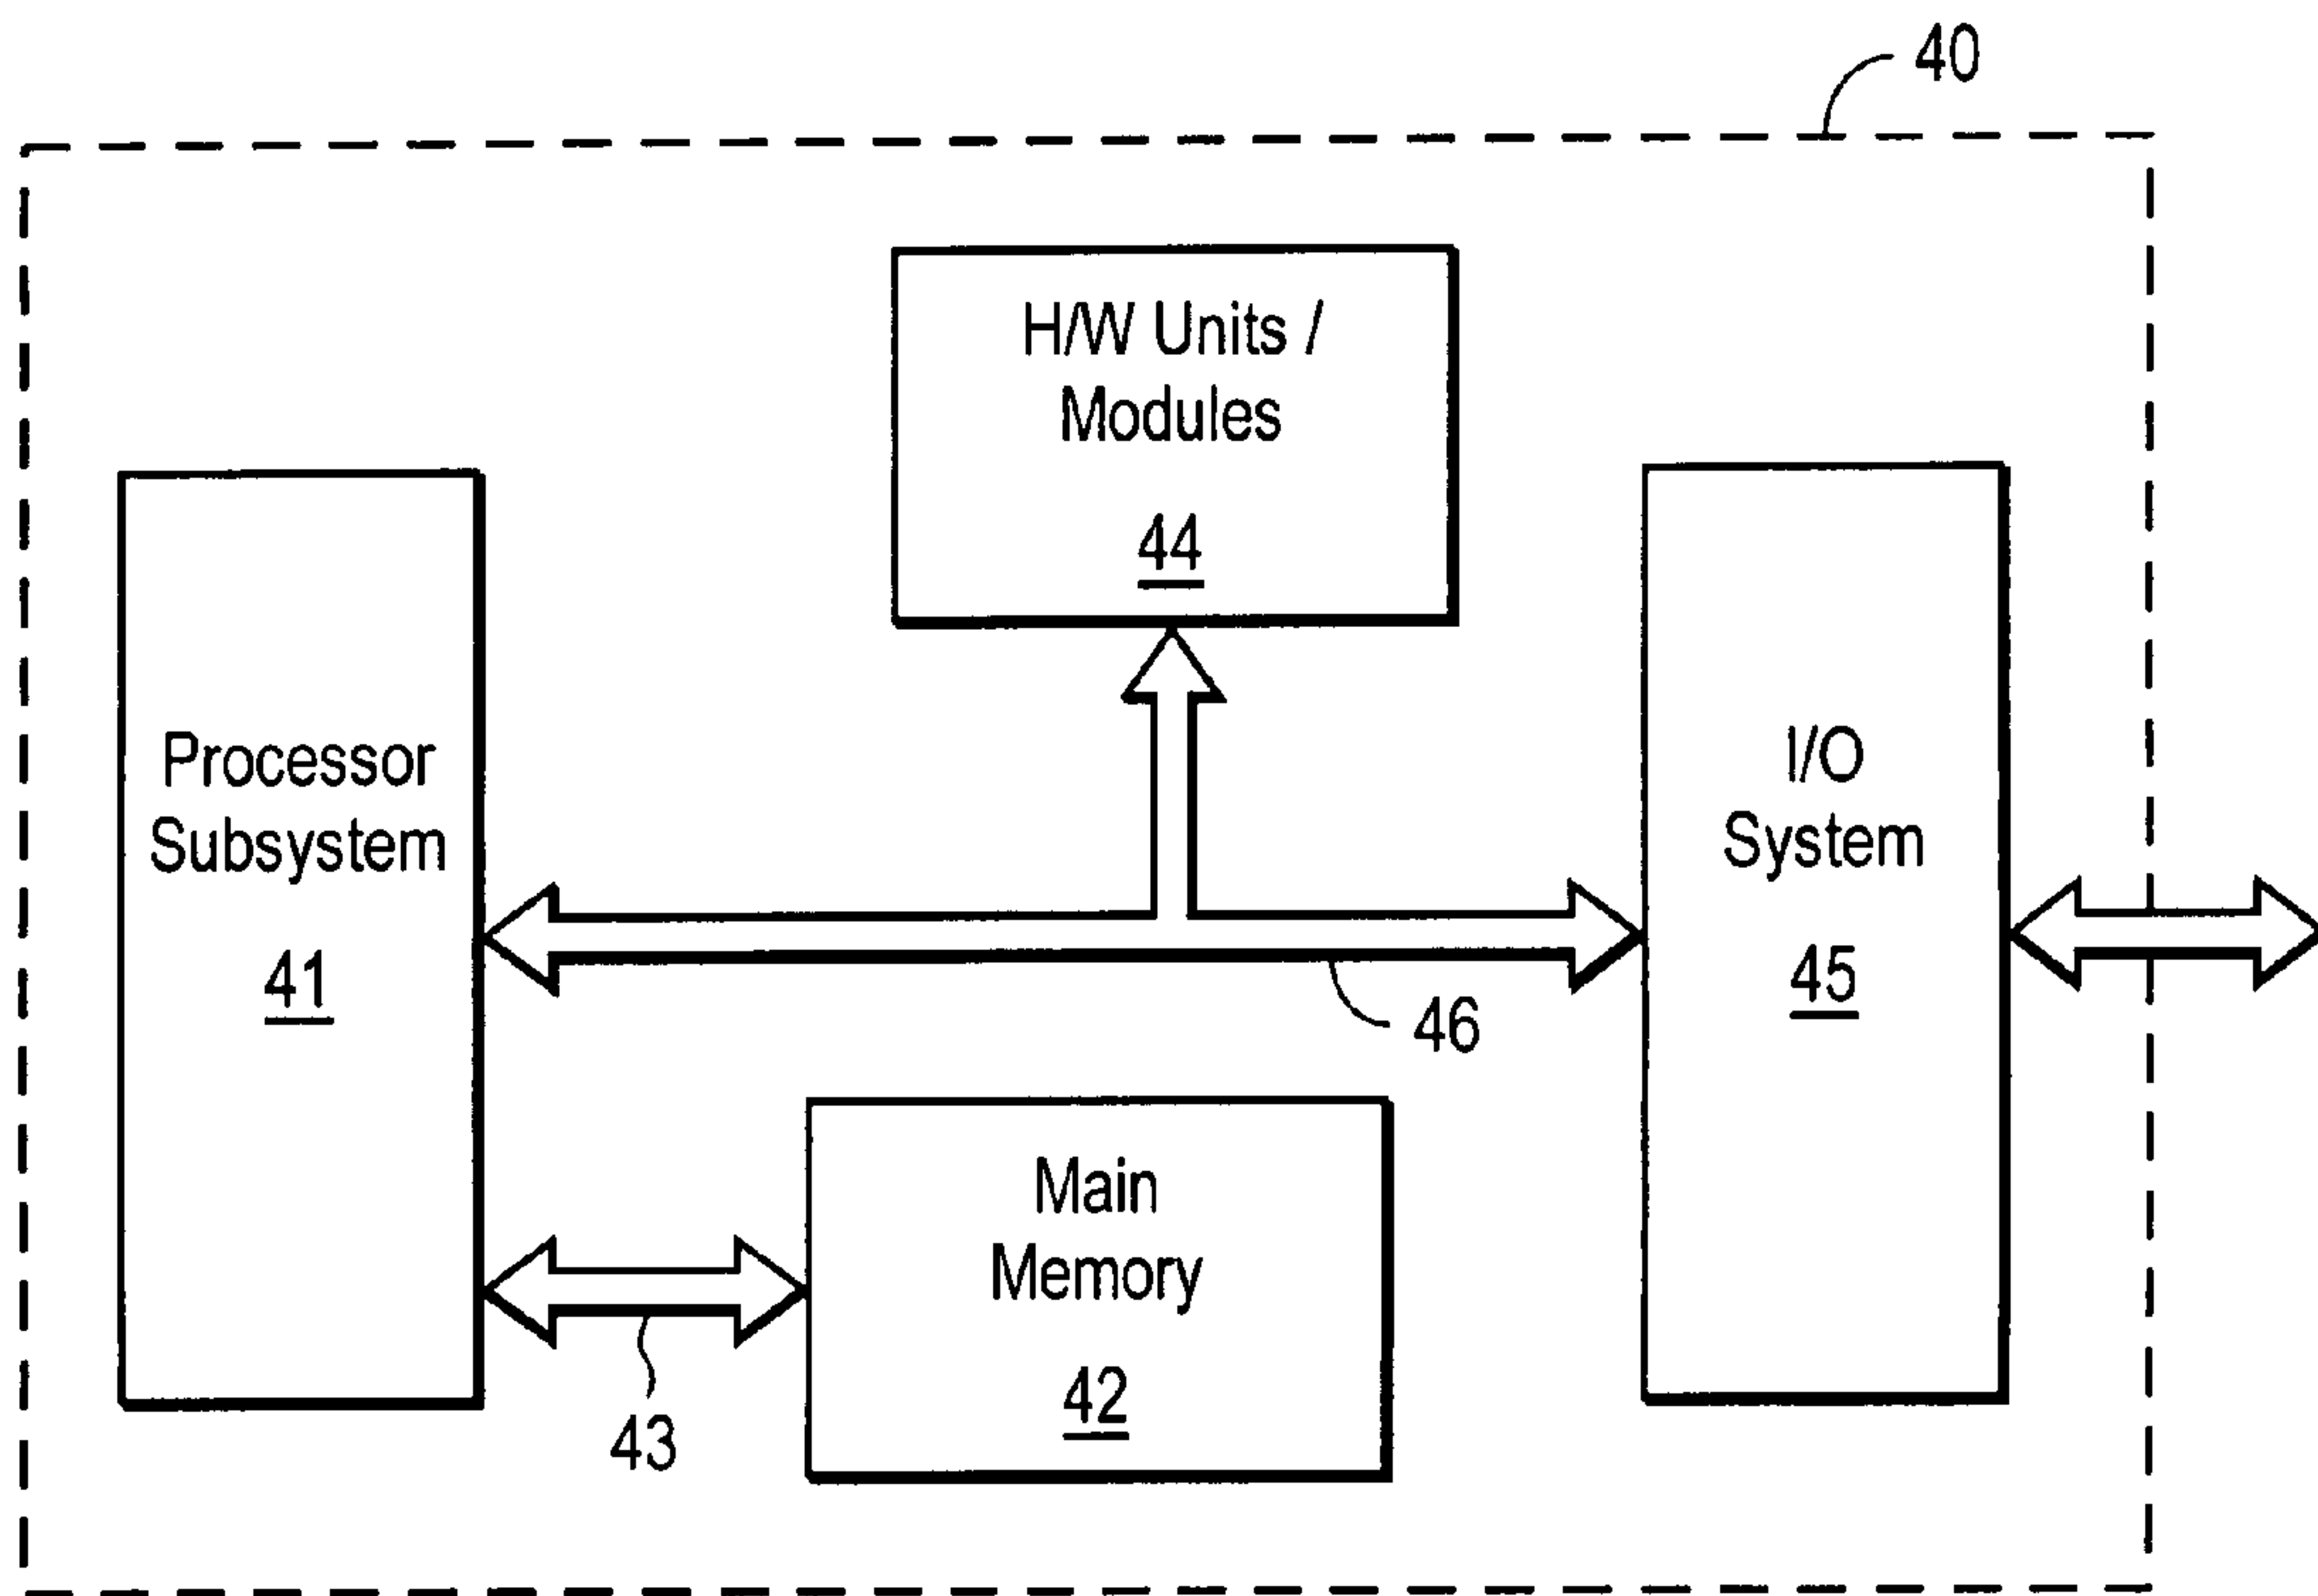 40
H/W Units /
Modules
44
Processor
Subsystem
41
I/O
System
45
46
Main
Memory
42
43